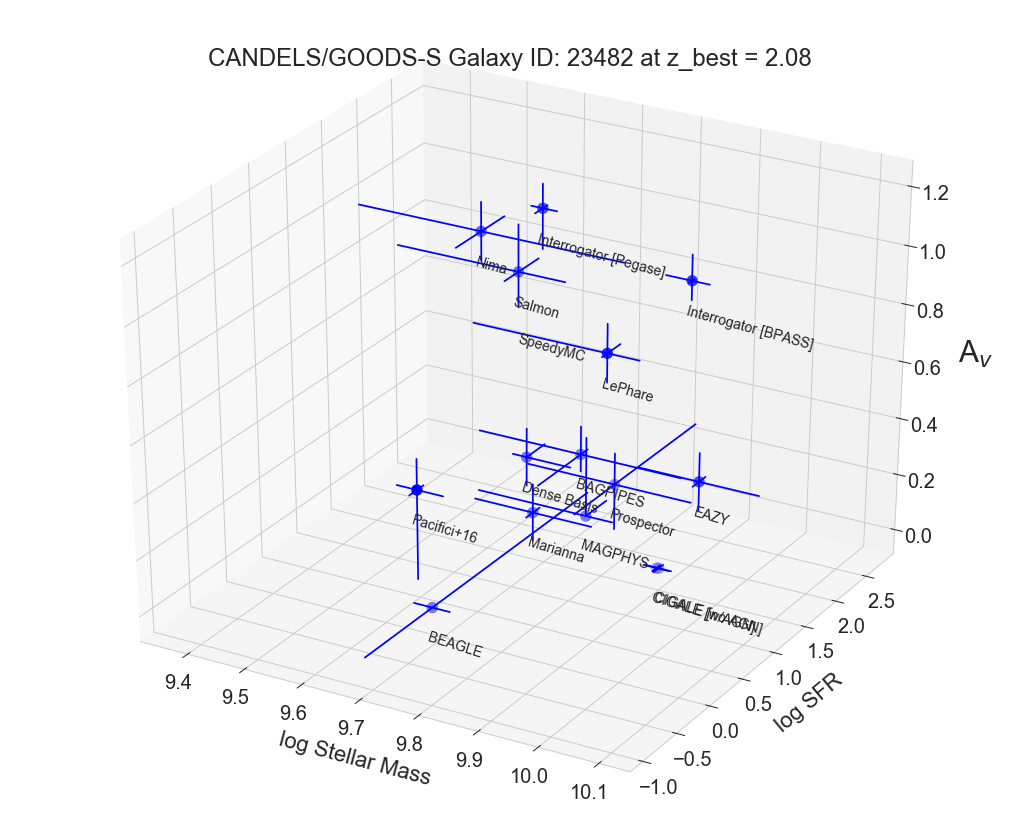 CANDELS/GOODS-S Galaxy ID: 23482 at z_best = 2.08
Interrogator [Pegase]
Nima
Salmon
Interrogator [BPASS]
SpeedyMC
LePhare
BAGPIPES
Dense Basis
Prospector
EAZY
Pacifici+16
Marianna
MAGPHYS
CIGALE
BEAGLE
1.2
1.0
0.8
0.6
0.4
0.2
0.0
Av
2.5
2.0
1.5
1.0
0.5
0.0
−0.5
−1.0
log SFR
9.4
9.5
9.6
9.7
9.8
9.9
10.0
10.1
log Stellar Mass